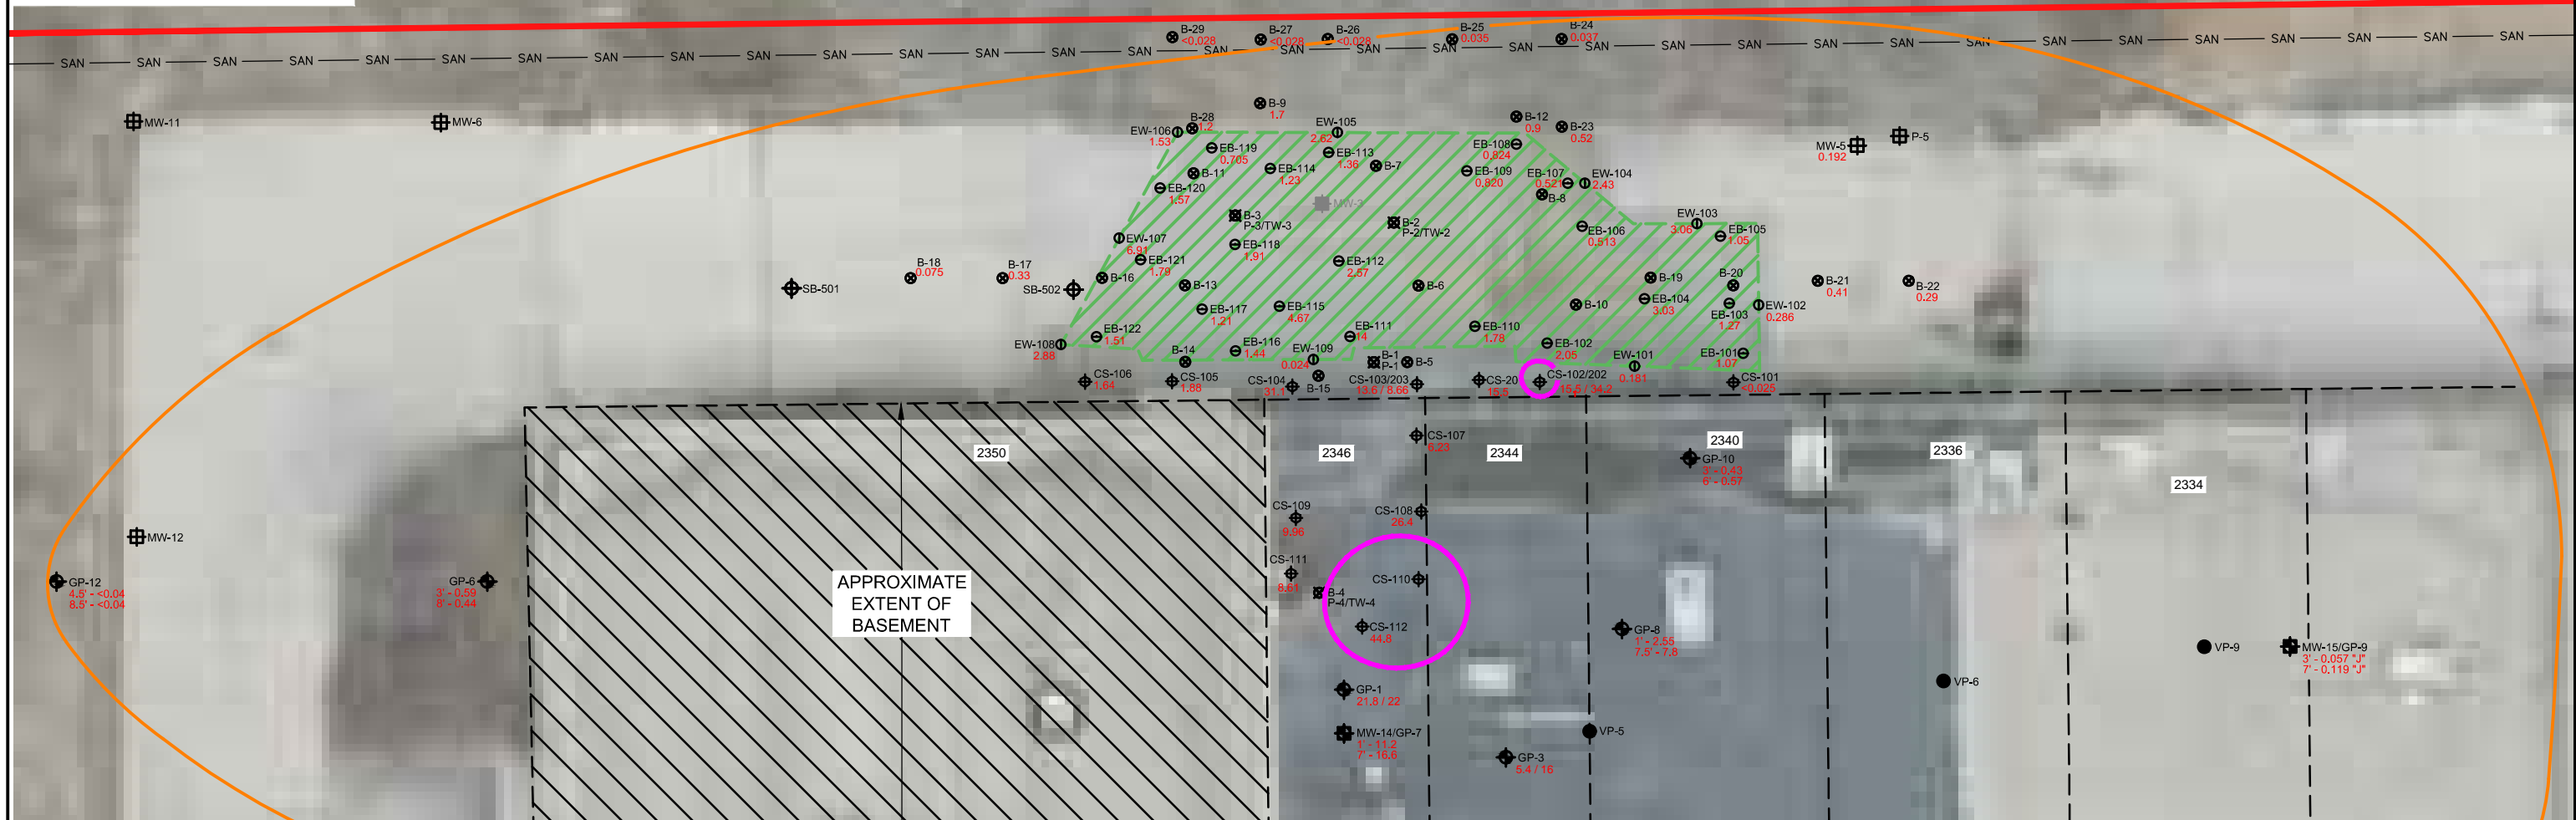 B-29
<0.028
B-27
<0.028
B-26
<0.028
B-25
0.035
B-24
0.037
SAN SAN SAN SAN SAN SAN SAN SAN SAN SAN SAN SAN SAN SAN SAN SAN SAN SAN SAN SAN SAN SAN SAN SAN SAN SAN SAN SAN SAN SAN SAN SAN SAN
MW-11
MW-6
B-9
1.7
B-28
1.2
EW-106
1.53
EW-105
2.62
B-12
0.9
B-23
0.52
MW-5
0.192
P-5
EB-119
0.705
EB-113
1.36
EB-108
0.824
EB-114
1.23
B-7
EB-109
0.820
B-11
EB-107
0.521
EW-104
2.43
B-8
EB-120
1.57
MW-3
B-3
P-3/TW-3
B-2
P-2/TW-2
EW-103
3.06
EB-106
0.513
EB-105
1.05
EW-107
6.91
EB-118
1.91
EB-121
1.79
EB-112
2.57
B-18
0.075
B-17
0.33
SB-501
SB-502
B-16
B-13
B-6
B-19
B-20
B-21
0.41
B-22
0.29
EB-117
1.21
EB-115
4.67
B-10
EB-104
3.03
EB-103
1.27
EW-102
0.286
EB-122
1.51
EW-108
2.88
EB-111
14
EB-110
1.78
B-14
EB-116
1.44
EW-109
0.024
B-1
P-1
B-5
EB-102
2.05
EW-101
0.181
EB-101
1.07
CS-106
1.64
CS-105
1.88
CS-104
31.1
B-15
CS-103/203
13.6 / 8.66
CS-20
15.5
CS-102/202
15.5 / 34.2
CS-101
<0.025
2350
2346
CS-107
6.23
2344
2340
2336
2334
GP-10
3' - 0.43
6' - 0.57
CS-109
9.96
CS-108
26.4
MW-12
GP-12
4.5' - <0.04
8.5' - <0.04
GP-6
3' - 0.59
8' - 0.44
APPROXIMATE
EXTENT OF
BASEMENT
CS-111
8.61
CS-110
B-4
P-4/TW-4
CS-112
44.8
GP-8
1' - 2.55
7.5' - 7.8
VP-9
MW-15/GP-9
3' - 0.057 "J"
7' - 0.119 "J"
VP-6
GP-1
21.8 / 22
MW-14/GP-7
1' - 11.2
7' - 16.6
VP-5
GP-3
5.4 / 16